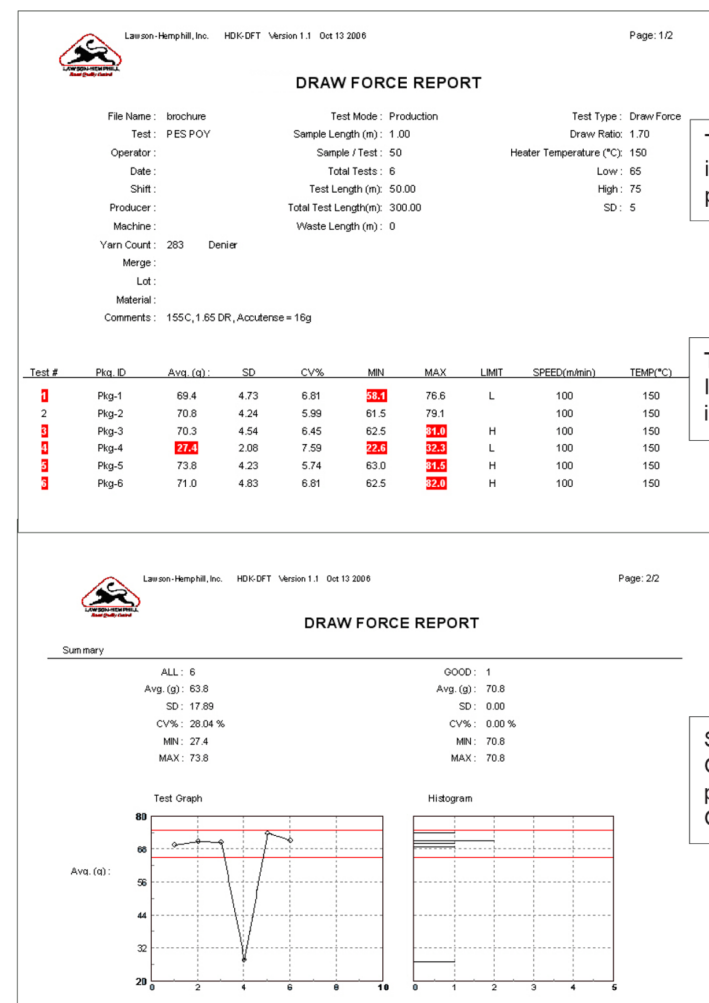 Lawson-Hemphill, Inc. HDK-DFT Version 1.1 Oct 13 2006 Page: 1/2
LAWSON-HEMPHILL
DRAW FORCE REPORT
File Name : brochure Test Mode : Production Test Type : Draw Force
Test : PES POY Sample Length (m) : 1.00 Draw Ratio: 1.70
Operator : Sample / Test : 50 Heater Temperature (°C): 150
Date : Total Tests : 6 Low : 65
Shift : Test Length (m): 50.00 High : 75
Producer : Total Test Length(m): 300.00 SD : 5
Machine : Waste Length (m) : 0
Yarn Count : 283 Denier
Merge :
Lot :
Material :
Comments : 155C, 1.65 DR, Accutense = 16g
Test # Pkg. ID Avg. (g) : SD CV% MIN MAX LIMIT SPEED(m/min) TEMP(°C)
1 Pkg-1 69.4 4.73 6.81 58.1 76.6 L 100 150
2 Pkg-2 70.8 4.24 5.99 61.5 79.1 100 150
3 Pkg-3 70.3 4.54 6.45 62.5 81.0 H 100 150
4 Pkg-4 27.4 2.08 7.59 22.6 32.3 L 100 150
5 Pkg-5 73.8 4.23 5.74 63.0 81.5 H 100 150
6 Pkg-6 71.0 4.83 6.81 62.5 82.0 H 100 150
Lawson-Hemphill, Inc. HDK-DFT Version 1.1 Oct 13 2006 Page: 2/2
LAWSON-HEMPHILL
DRAW FORCE REPORT
Summary
ALL : 6 GOOD : 1
Avg. (g) : 63.8 Avg. (g) : 70.8
SD : 17.89 SD : 0.00
CV% : 28.04 % CV% : 0.00 %
MIN : 27.4 MIN : 70.8
MAX : 73.8 MAX : 70.8
Test Graph Histogram
80
68
Avg. (g) :
56
44
32
20
0 2 4 6 8 10 0 1 2 3 4 5